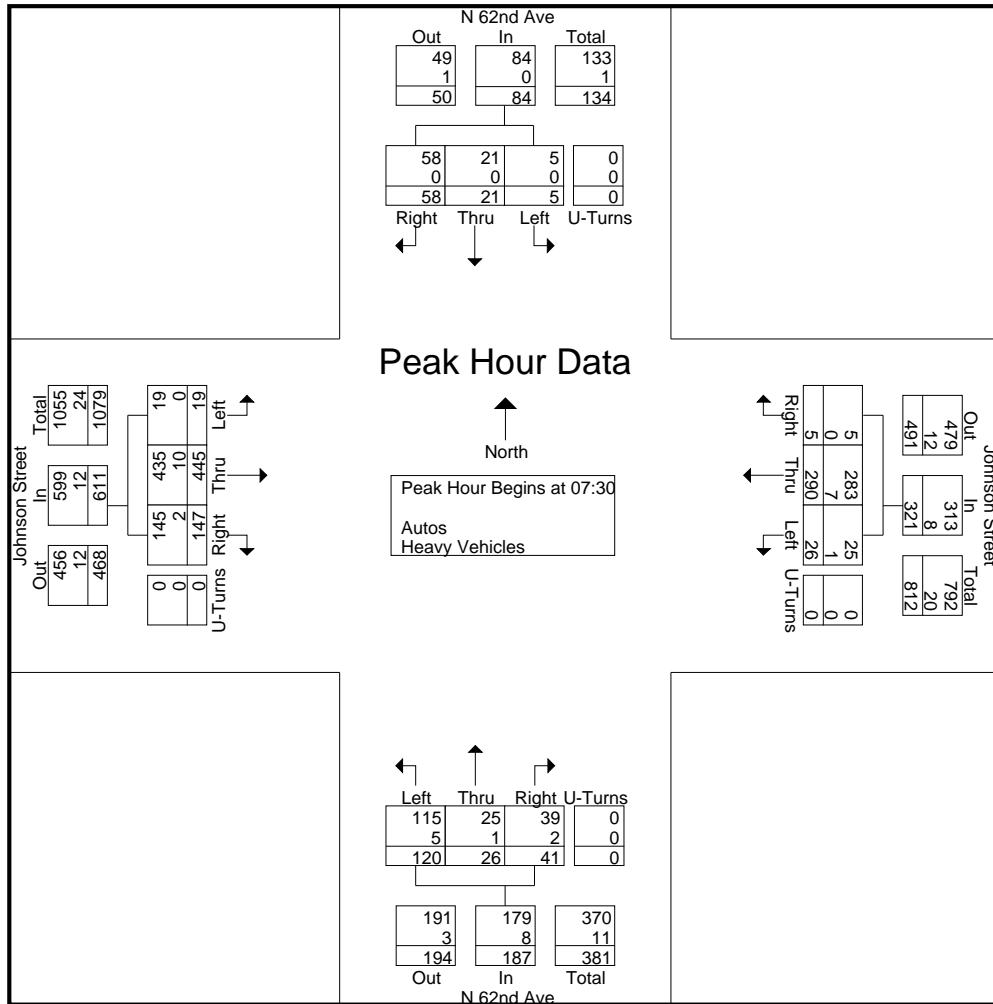 N 62nd Ave
Out In Total
49 84 133
1 0 1
50 84 134
58 21 5 0
0 0 0 0
58 21 5 0
Right Thru Left U-Turns
Peak Hour Data
North
Peak Hour Begins at 07:30
Autos
Heavy Vehicles
Johnson Street
Out In Total
456 599 1055
12 12 24
468 611 1079
U-Turns Right Thru Left
0 145 435 19
0 2 10 0
0 147 445 19
Johnson Street
Out In Total
479 313 792
12 8 20
491 321 812
5 283 25 0
0 7 1 0
5 290 26 0
Right Thru Left U-Turns
Left Thru Right U-Turns
115 25 39 0
5 1 2 0
120 26 41 0
191 179 370
3 8 11
194 187 381
Out In Total
N 62nd Ave